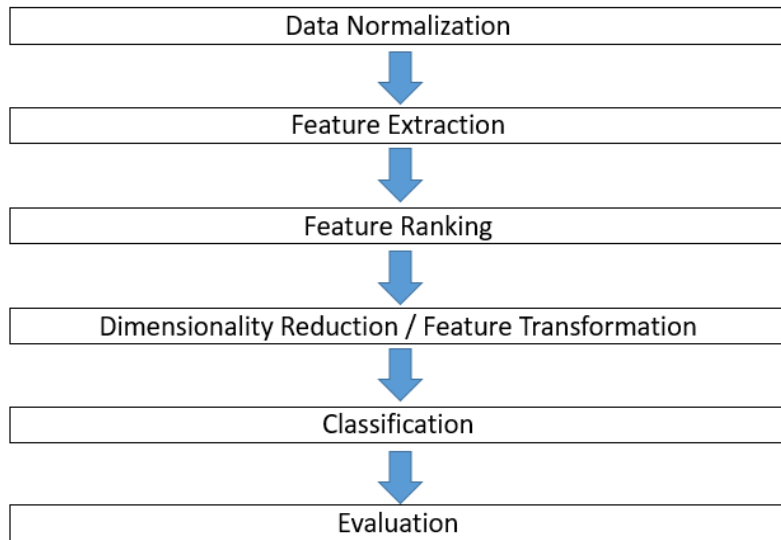 Data Normalization
Feature Extraction
Feature Ranking
Dimensionality Reduction / Feature Transformation
Classification
Evaluation